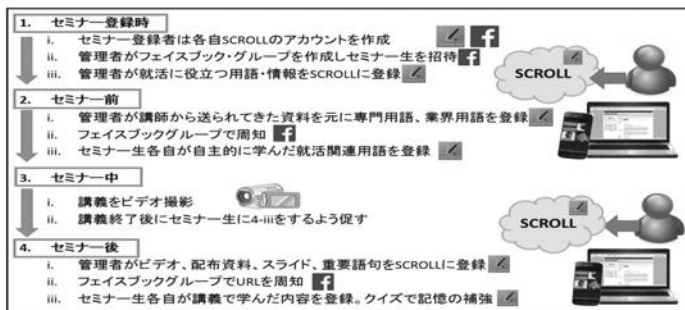 1. セミナー登録時
i. セミナー登録者は各自SCROLLのアカウントを作成
ii. 管理者がフェイスブック・グループを作成しセミナー生を招待
iii. 管理者が就活に役立つ用語・情報をSCROLLに登録
SCROLL
2. セミナー前
i. 管理者が講師から送られてきた資料を元に専門用語、業界用語を登録
ii. フェイスブックグループで周知
iii. セミナー生各自が自主的に学んだ就活関連用語を登録
3. セミナー中
i. 講義をビデオ撮影
ii. 講義終了後にセミナー生に4-iiiをするよう促す
SCROLL
4. セミナー後
i. 管理者がビデオ、配布資料、スライド、重要語句をSCROLLに登録
ii. フェイスブックグループでURLを周知
iii. セミナー生各自が講義で学んだ内容を登録。クイズで記憶の補強